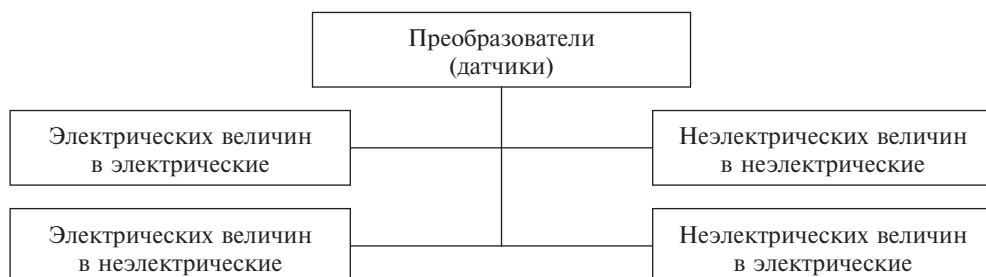 Преобразователи
(датчики)
Электрических величин
в электрические
Неэлектрических величин
в неэлектрические
Электрических величин
в неэлектрические
Неэлектрических величин
в электрические